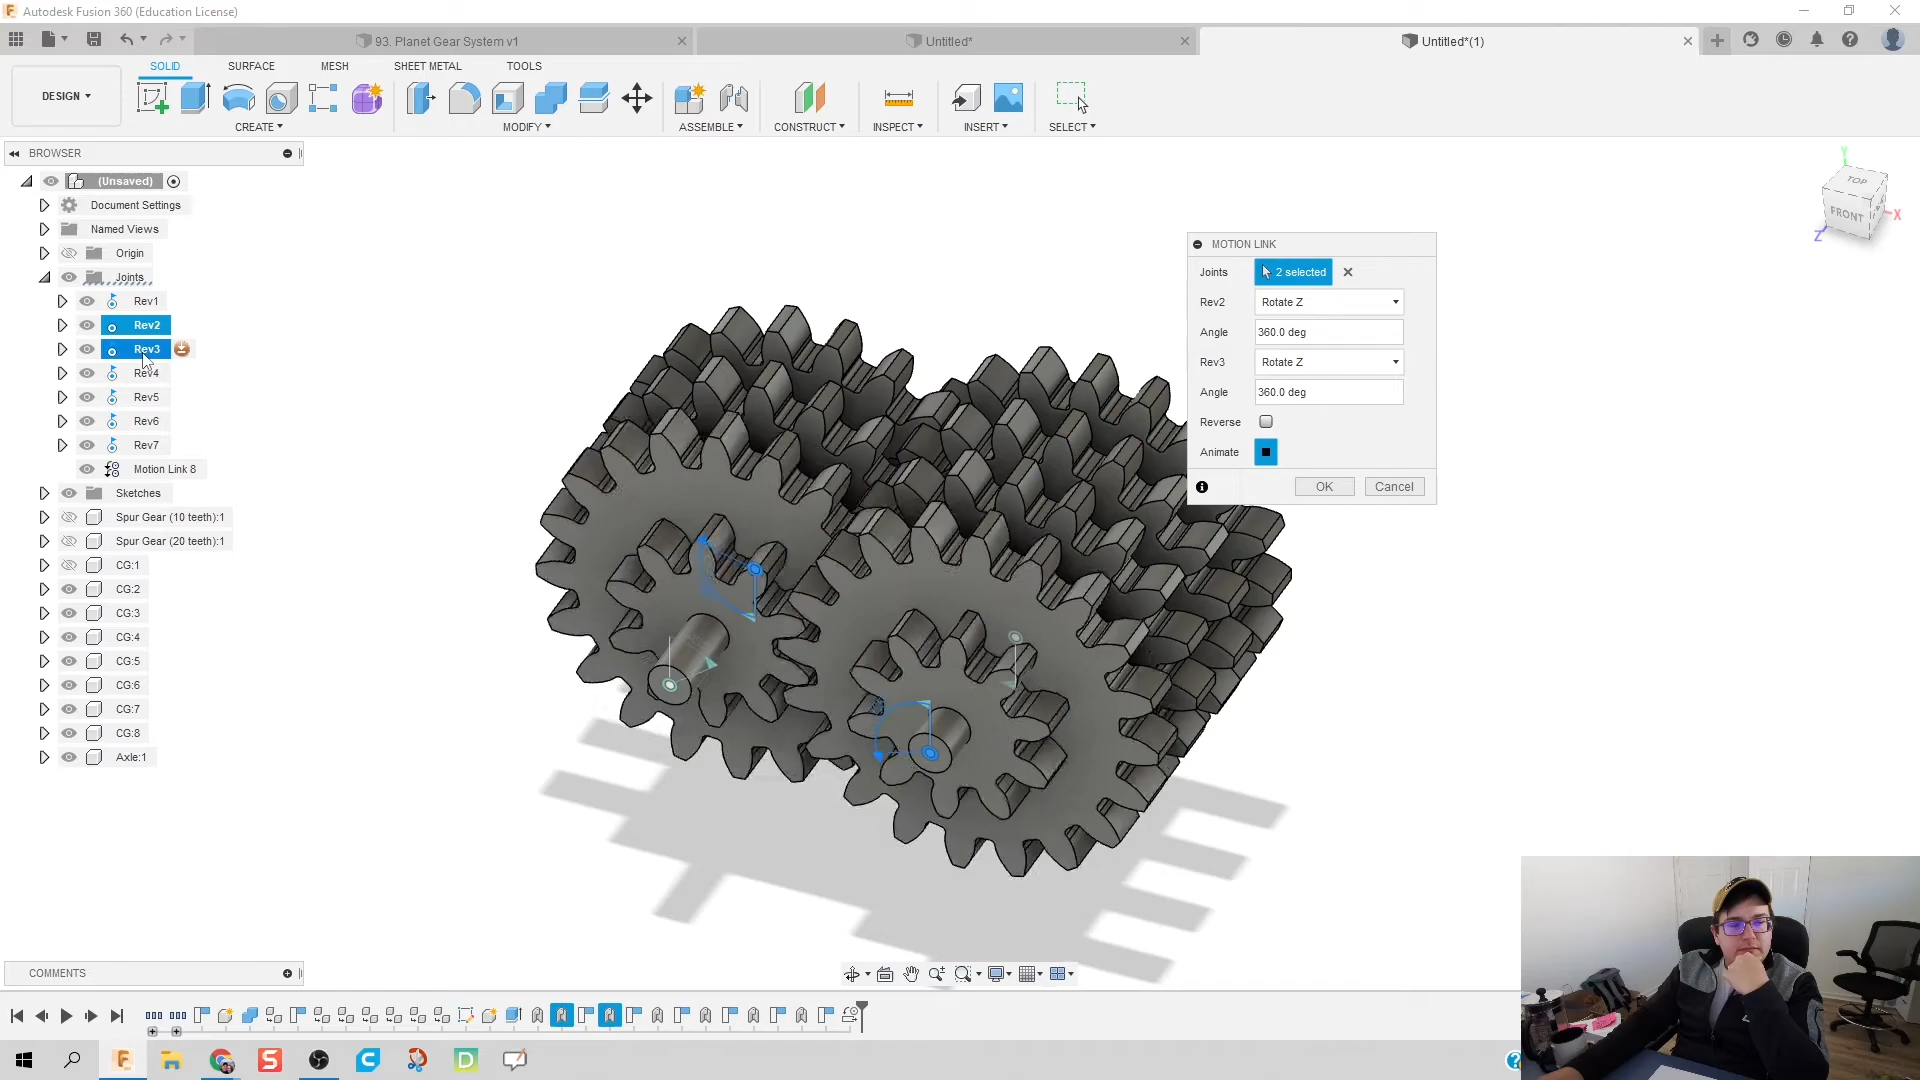 Autodesk Fusion 360 (Education License)
93. Planet Gear System v1
Untitled*
Untitled*(1)
DESIGN
SOLID
SURFACE
MESH
SHEET METAL
TOOLS
CREATE
MODIFY
ASSEMBLE
CONSTRUCT
INSPECT
INSERT
SELECT
BROWSER
(Unsaved)
Document Settings
Named Views
Origin
Joints
Rev1
Rev2
Rev3
Rev4
Rev5
Rev6
Rev7
Motion Link 8
Sketches
Spur Gear (10 teeth):1
Spur Gear (20 teeth):1
CG:1
CG:2
CG:3
CG:4
CG:5
CG:6
CG:7
CG:8
Axle:1
TOP
FRONT
Y
X
Z
MOTION LINK
Joints 2 selected
Rev2 Rotate Z
Angle 360.0 deg
Rev3 Rotate Z
Angle 360.0 deg
Reverse
Animate
OK Cancel
COMMENTS